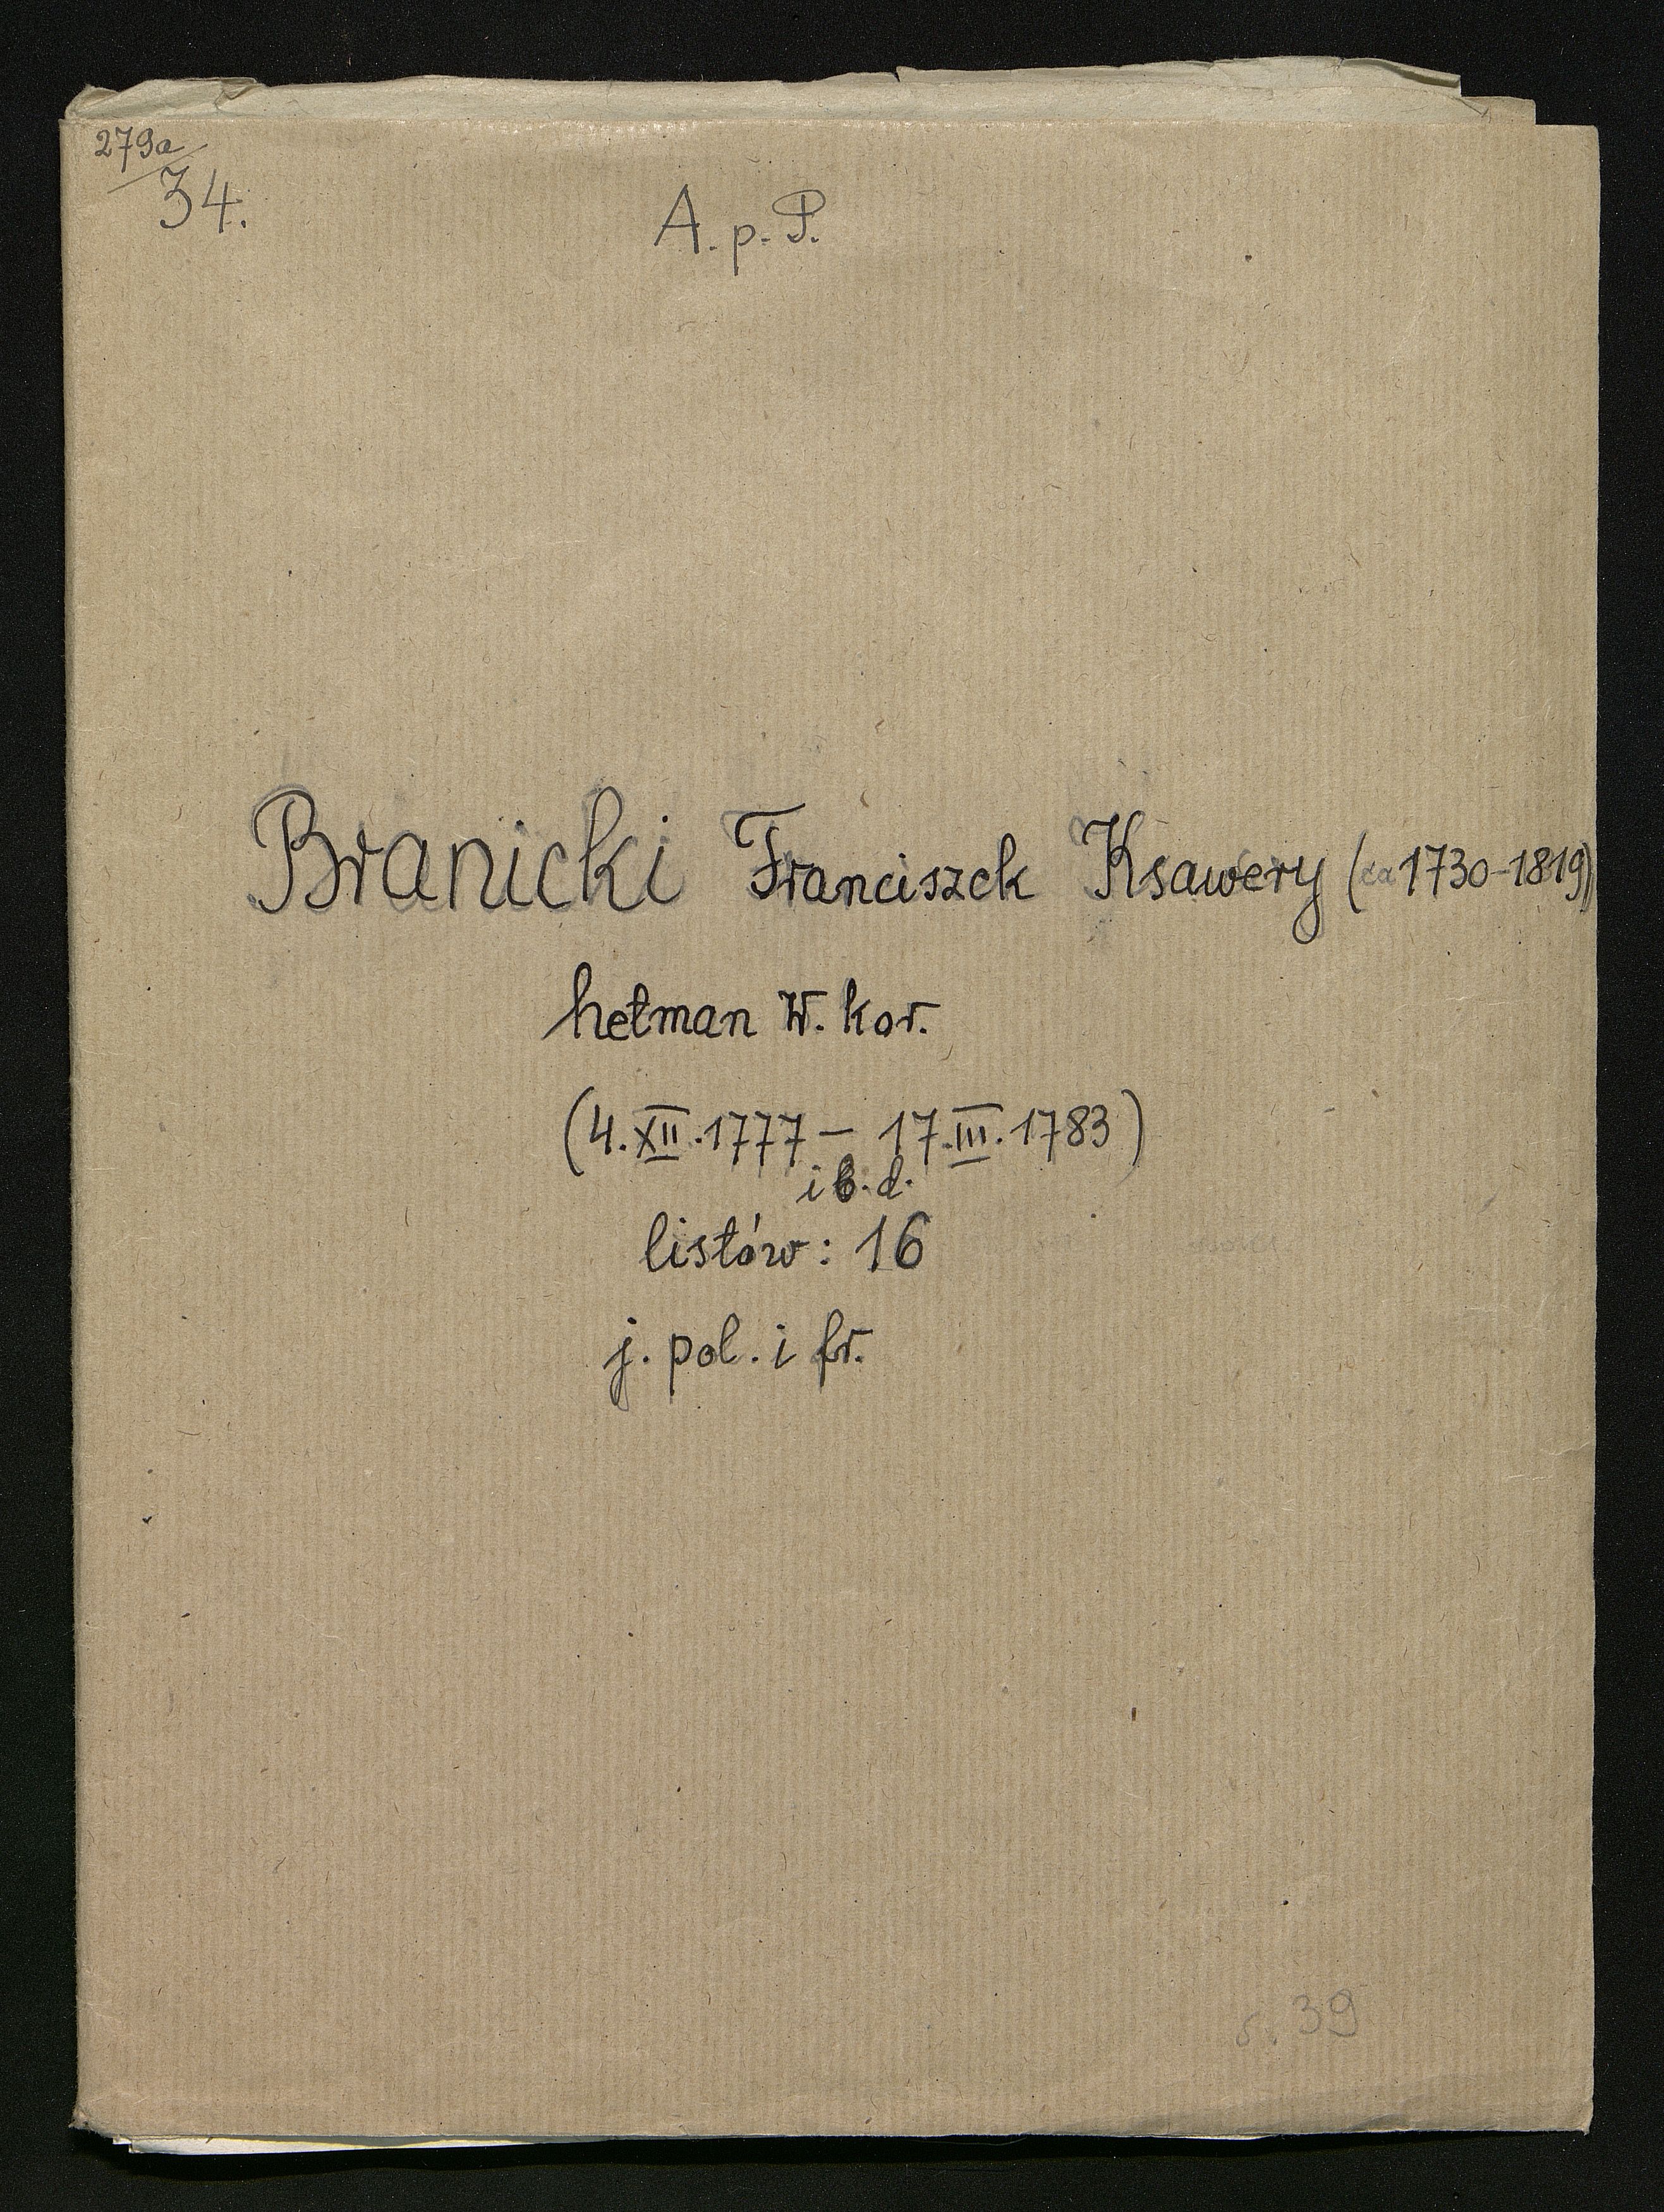 279a
34.
A. p. P.
Branicki Franciszek Ksawery (ca 1730-1819)
hetman W. kor.
(4.XII.1777 – 17.III.1783)
i b. d.
listów: 16
j. pol. i fr.
s. 39